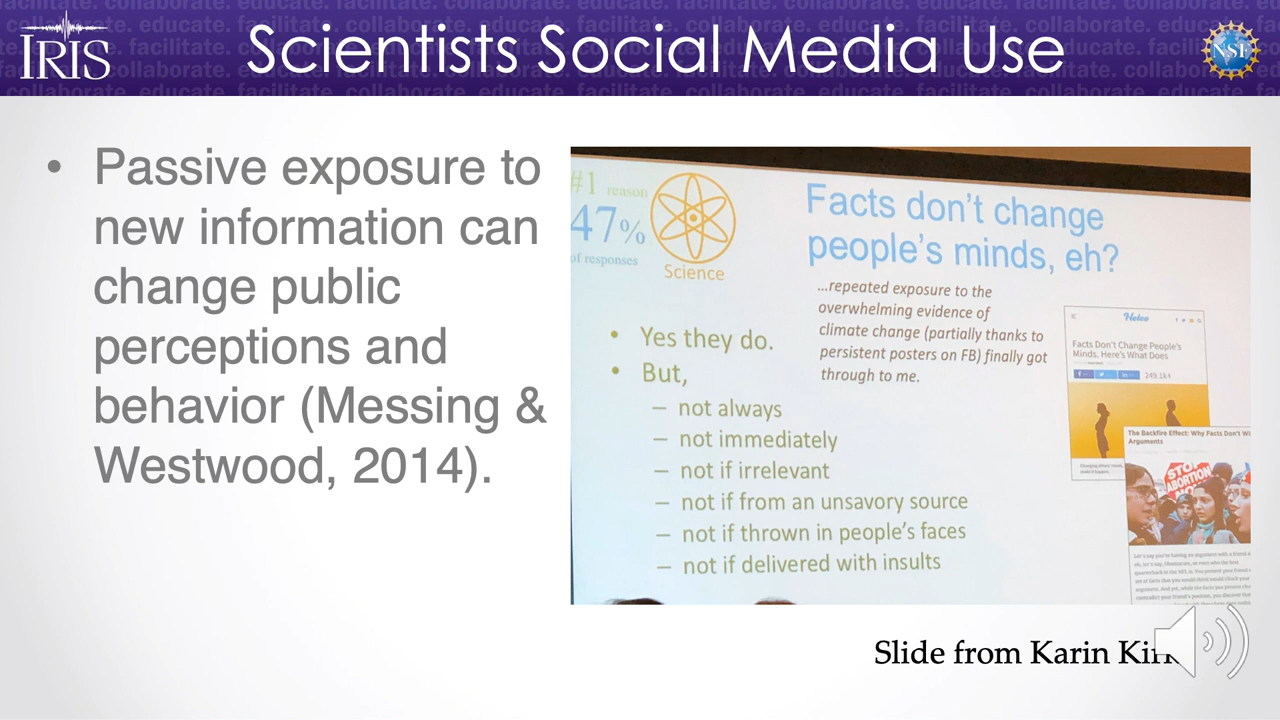 IRIS
Scientists Social Media Use
NSF
• Passive exposure to
new information can
change public
perceptions and
behavior (Messing &
Westwood, 2014).
#1 reason
47%
of responses
Science
Facts don't change
people's minds, eh?
...repeated exposure to the
overwhelming evidence of
climate change (partially thanks to
persistent posters on FB) finally got
through to me.
• Yes they do.
• But,
– not always
– not immediately
– not if irrelevant
– not if from an unsavory source
– not if thrown in people's faces
– not if delivered with insults
Heleo
Facts Don't Change People's
Minds. Here's What Does
The Backfire Effect: Why Facts Don't
Arguments
STOP
ABORTION
Slide from Karin